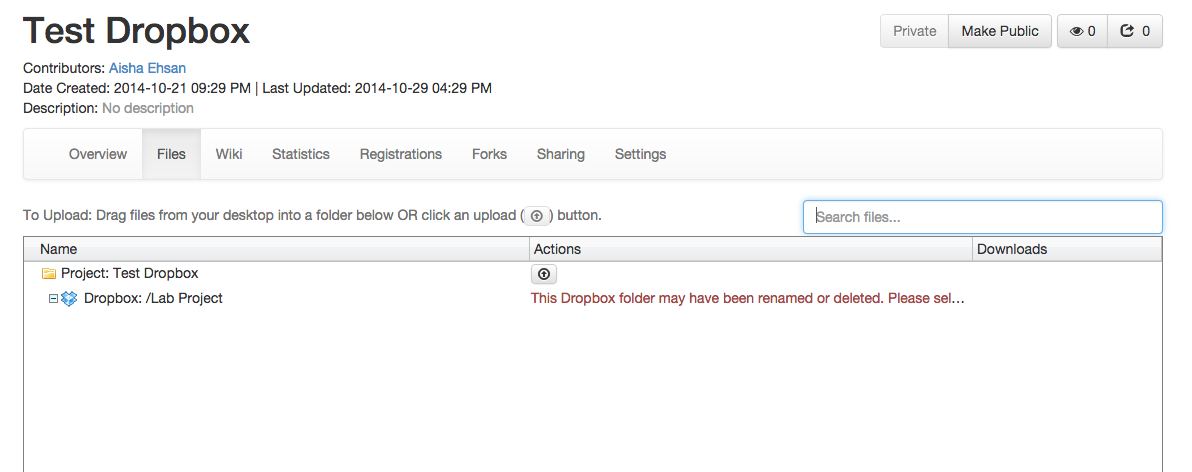 Test Dropbox
Private Make Public 0 0
Contributors: Aisha Ehsan
Date Created: 2014-10-21 09:29 PM | Last Updated: 2014-10-29 04:29 PM
Description: No description
Overview Files Wiki Statistics Registrations Forks Sharing Settings
To Upload: Drag files from your desktop into a folder below OR click an upload ( ) button.
Search files...
Name Actions Downloads
Project: Test Dropbox
Dropbox: /Lab Project This Dropbox folder may have been renamed or deleted. Please sel...